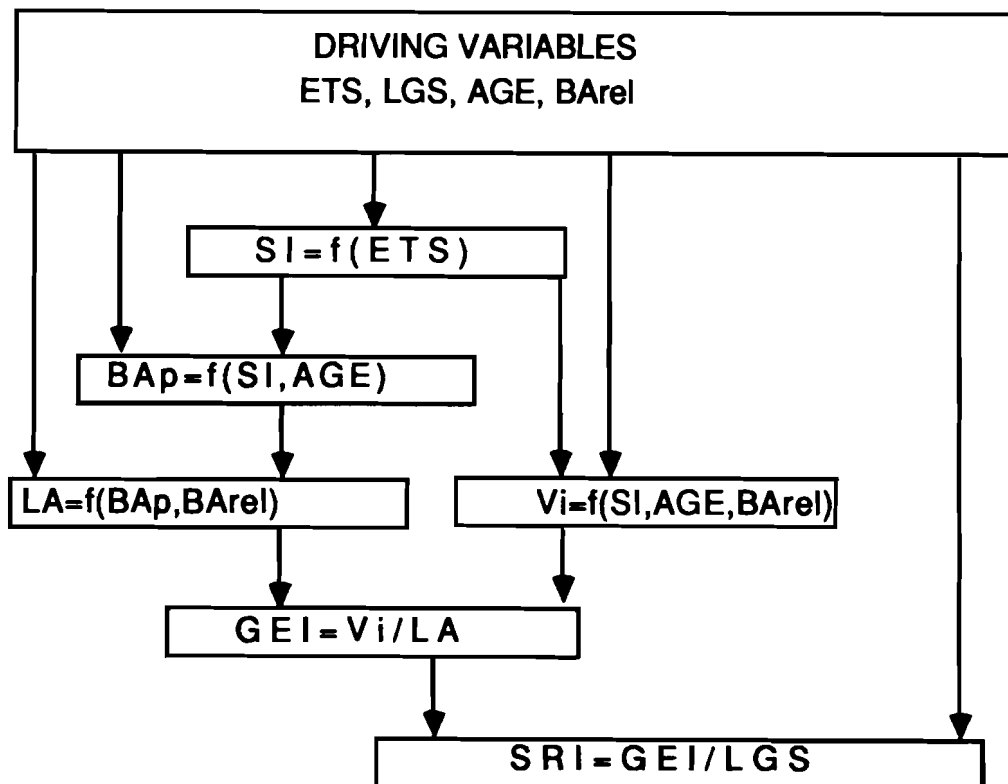 DRIVING VARIABLES
ETS, LGS, AGE, BArel
SI=f(ETS)
BAp=f(SI,AGE)
LA=f(BAp,BArel)
Vi=f(SI,AGE,BArel)
GEI=Vi/LA
SRI=GEI/LGS